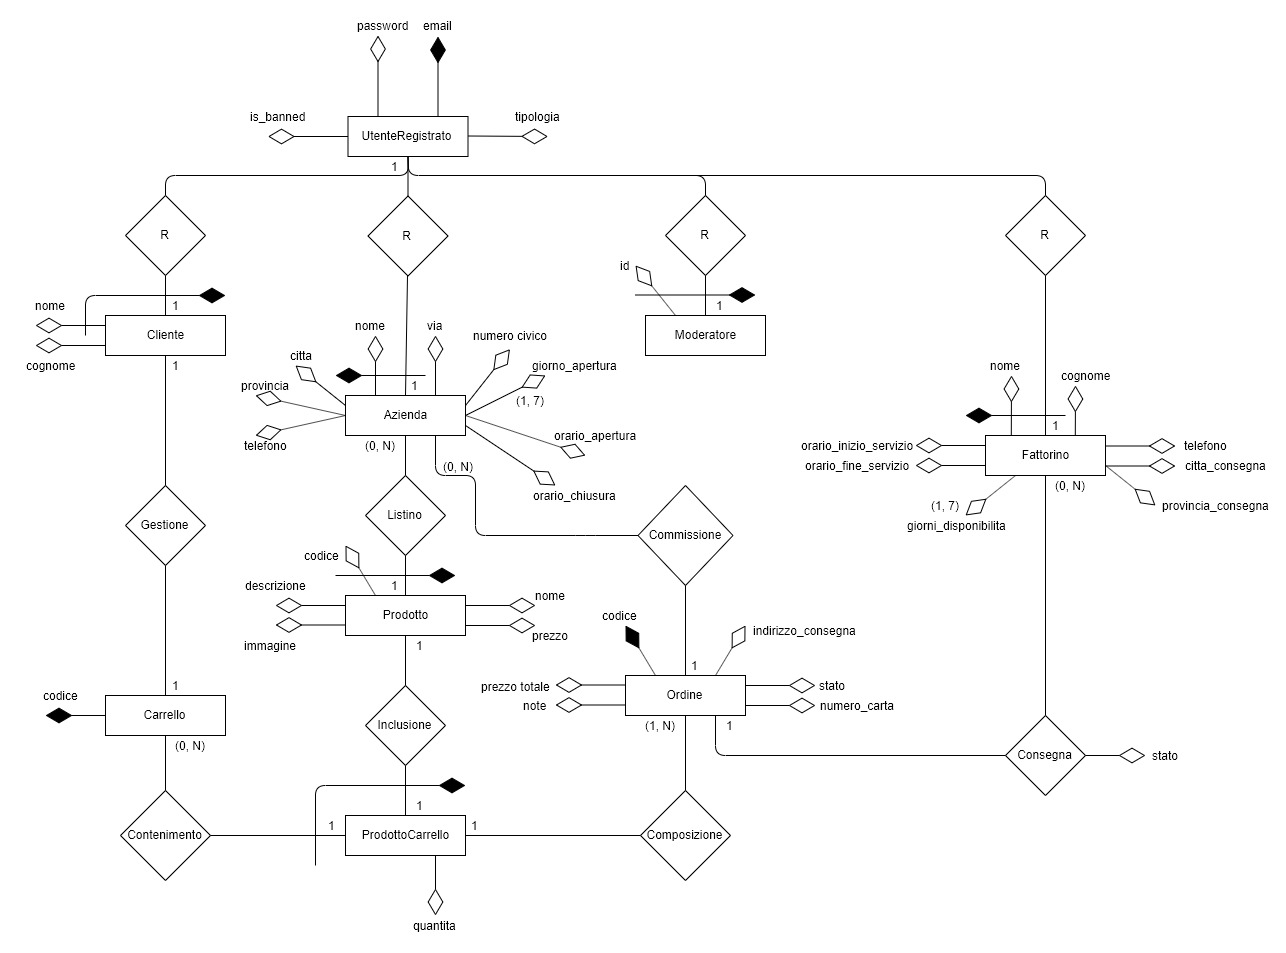 password
email
is_banned
tipologia
UtenteRegistrato
1
R
R
R
R
id
nome
1
1
Cliente
cognome
1
Moderatore
nome
via
numero civico
citta
giorno_apertura
provincia
1
(1, 7)
Azienda
telefono
(0, N)
orario_apertura
(0, N)
orario_chiusura
nome
cognome
1
orario_inizio_servizio
telefono
Fattorino
orario_fine_servizio
citta_consegna
(0, N)
(1, 7)
provincia_consegna
giorni_disponibilita
Gestione
Listino
Commissione
codice
descrizione
1
nome
Prodotto
prezzo
immagine
1
codice
indirizzo_consegna
1
1
codice
Carrello
(0, N)
prezzo totale
stato
Ordine
note
numero_carta
(1, N)
1
Inclusione
Consegna
stato
1
Contenimento
1
ProdottoCarrello
1
Composizione
quantita